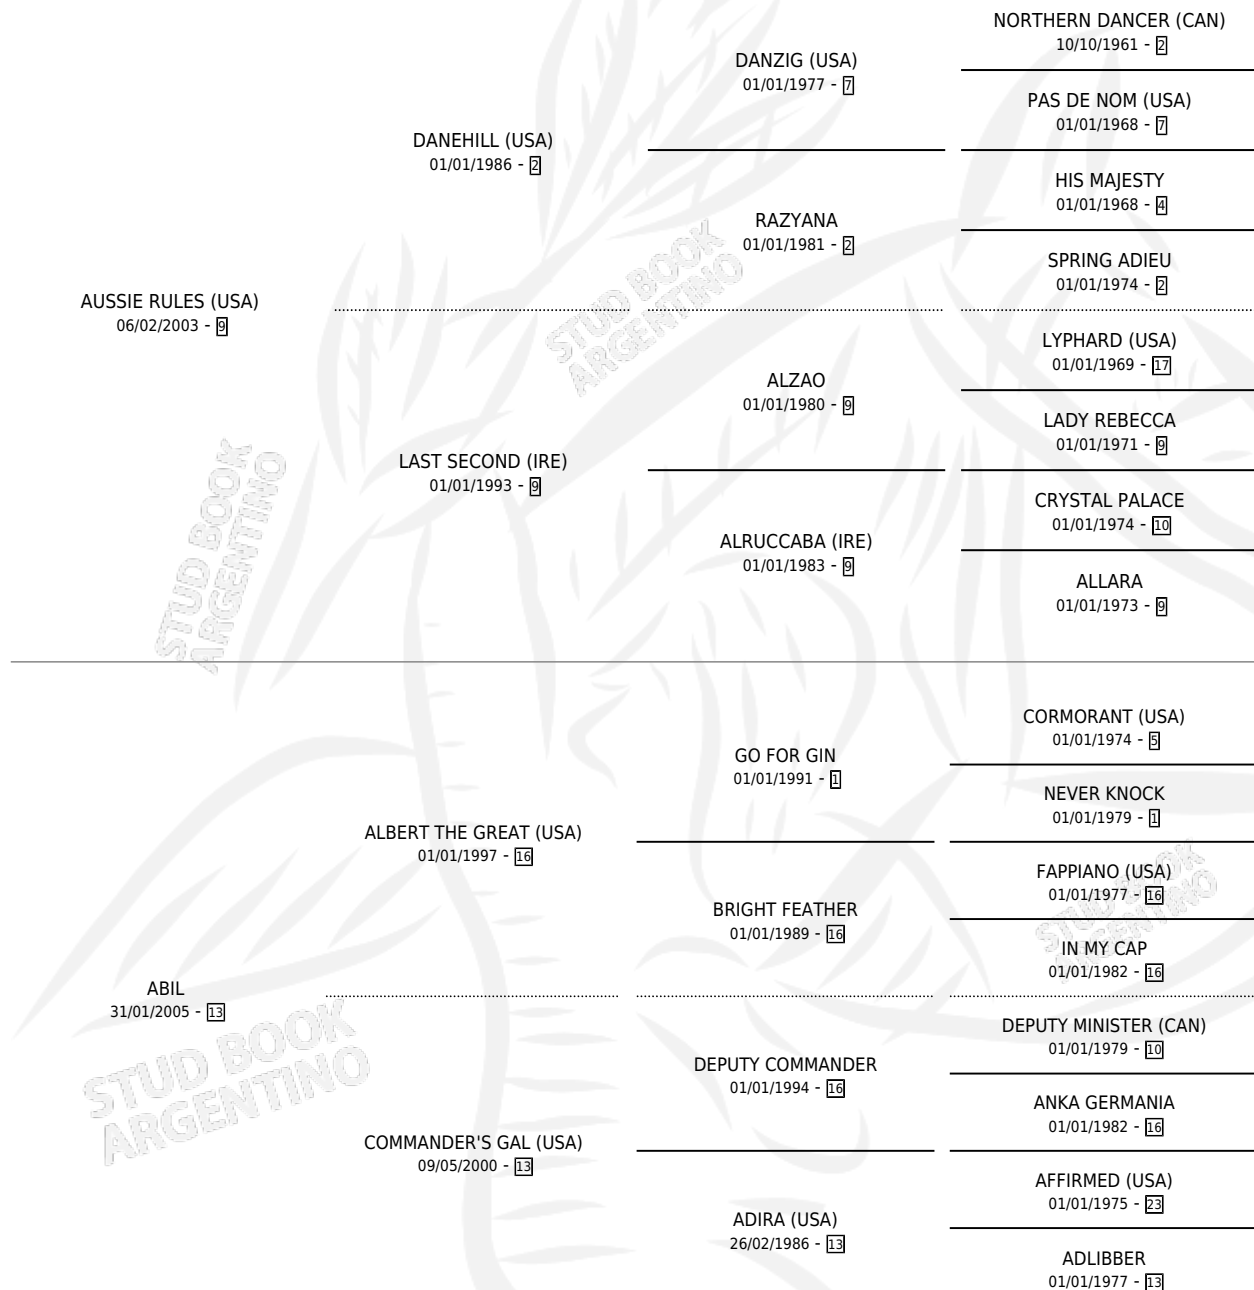 NORTHERN DANCER (CAN)
10/10/1961 - 2
DANZIG (USA)
01/01/1977 - 7
PAS DE NOM (USA)
01/01/1968 - 7
DANEHILL (USA)
01/01/1986 - 2
HIS MAJESTY
01/01/1968 - 4
RAZYANA
01/01/1981 - 2
SPRING ADIEU
01/01/1974 - 2
AUSSIE RULES (USA)
06/02/2003 - 9
LYPHARD (USA)
01/01/1969 - 17
ALZAO
01/01/1980 - 9
LADY REBECCA
01/01/1971 - 9
LAST SECOND (IRE)
01/01/1993 - 9
CRYSTAL PALACE
01/01/1974 - 10
ALRUCCABA (IRE)
01/01/1983 - 9
ALLARA
01/01/1973 - 9
CORMORANT (USA)
01/01/1974 - 5
GO FOR GIN
01/01/1991 - 1
NEVER KNOCK
01/01/1979 - 1
ALBERT THE GREAT (USA)
01/01/1997 - 16
FAPPIANO (USA)
01/01/1977 - 16
BRIGHT FEATHER
01/01/1989 - 16
IN MY CAP
01/01/1982 - 16
ABIL
31/01/2005 - 13
DEPUTY MINISTER (CAN)
01/01/1979 - 10
DEPUTY COMMANDER
01/01/1994 - 16
ANKA GERMANIA
01/01/1982 - 16
COMMANDER'S GAL (USA)
09/05/2000 - 13
AFFIRMED (USA)
01/01/1975 - 23
ADIRA (USA)
26/02/1986 - 13
ADLIBBER
01/01/1977 - 13
STUD BOOK
ARGENTINO
STUD BOOK
ARGENTINO
STUD BOOK
ARGENTINO
STUD BOOK
ARGENTINO